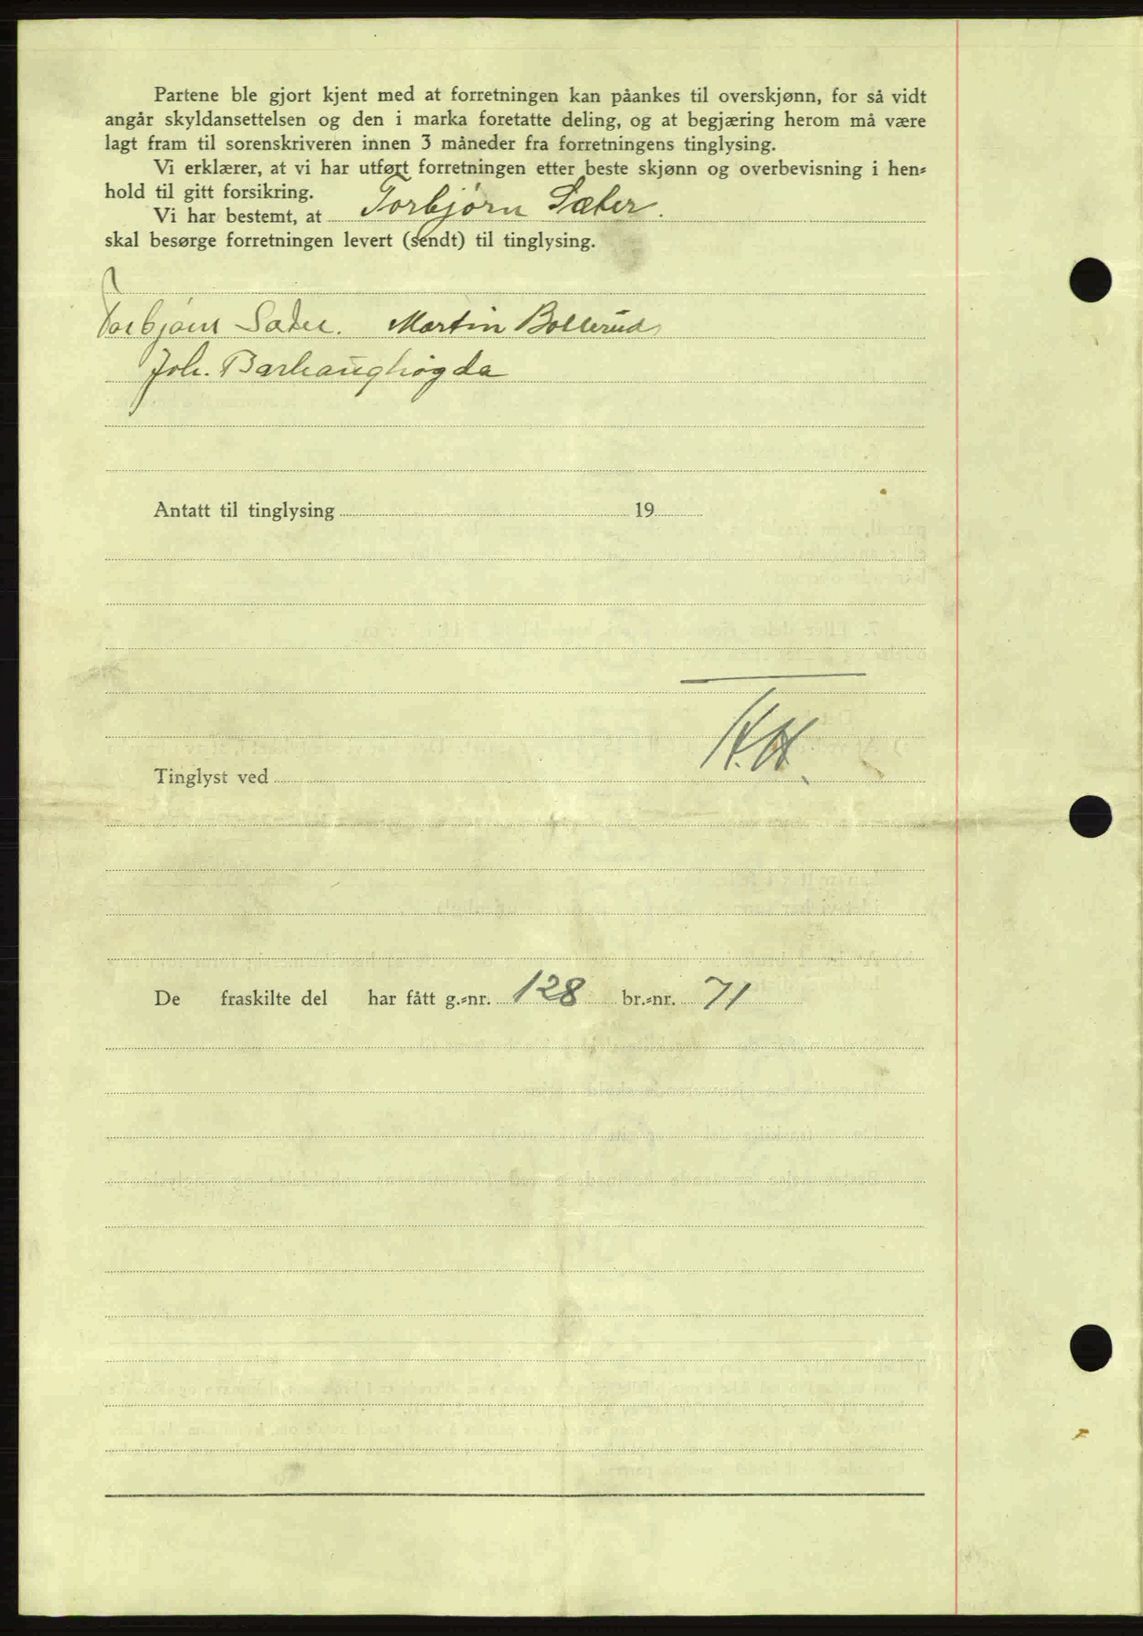 Partene ble gjort kjent med at forretningen kan påankes til overskjønn, for så vidt
angår skyldansettelsen og den i marka foretatte deling, og at begjæring herom må være
lagt fram til sorenskriveren innen 3 måneder fra forretningens tinglysing.
Vi erklærer, at vi har utført forretningen etter beste skjønn og overbevisning i hen-
hold til gitt forsikring.
Vi har bestemt, at Torbjørn Sæter.
skal besørge forretningen levert (sendt) til tinglysing.
Torbjørn Sæter. Martin Bollerud
Joh. Barhaughøgda
Antatt til tinglysing 19
H.H.
Tinglyst ved
De fraskilte del har fått g.-nr. 128 br.-nr. 71